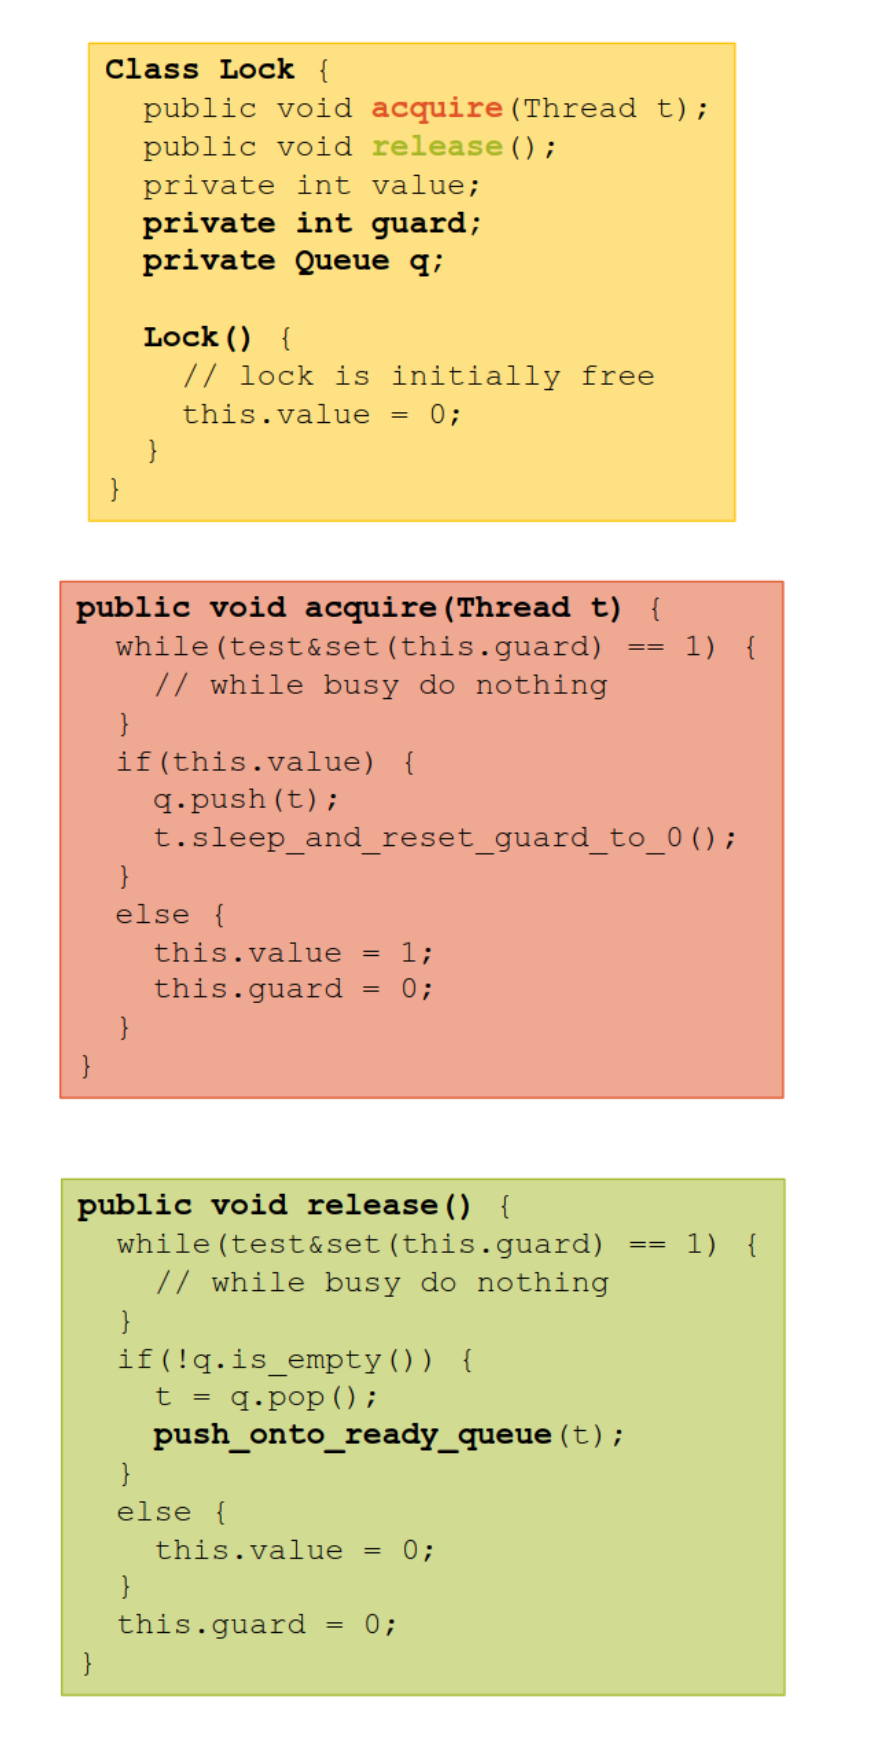 Class Lock {
public void acquire(Thread t);
public void release();
private int value;
private int guard;
private Queue q;
Lock() {
// lock is initially free
this.value = 0;
}
}
public void acquire(Thread t) {
while(test&set(this.guard) == 1) {
// while busy do nothing
}
if(this.value) {
q.push(t);
t.sleep_and_reset_guard_to_0();
}
else {
this.value = 1;
this.guard = 0;
}
}
public void release() {
while(test&set(this.guard) == 1) {
// while busy do nothing
}
if(!q.is_empty()) {
t = q.pop();
push_onto_ready_queue(t);
}
else {
this.value = 0;
}
this.guard = 0;
}